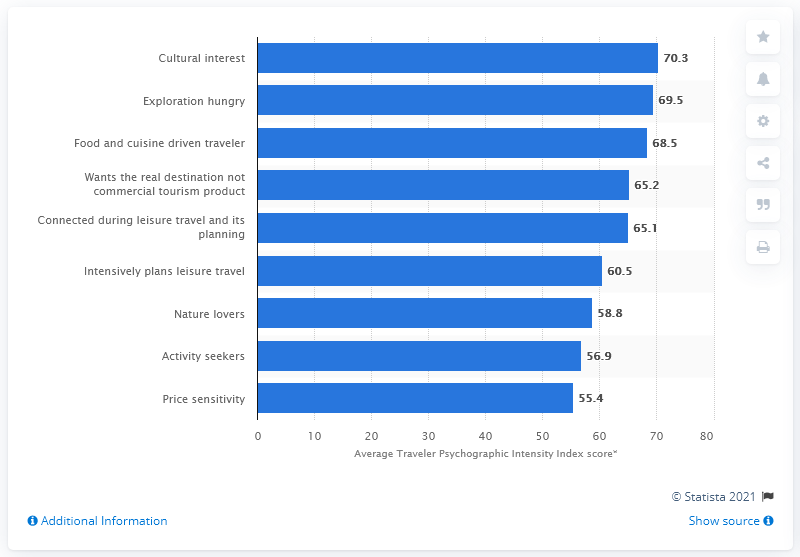 Cultural interest
70.3
Exploration hungry
69.5
Food and cuisine driven traveler
68.5
Wants the real destination not
commercial tourism product
65.2
Connected during leisure travel and its
planning
65.1
Intensively plans leisure travel
60.5
Nature lovers
58.8
Activity seekers
56.9
Price sensitivity
55.4
0 10 20 30 40 50 60 70 80
Average Traveler Psychographic Intensity Index score*
© Statista 2021
Additional Information
Show source